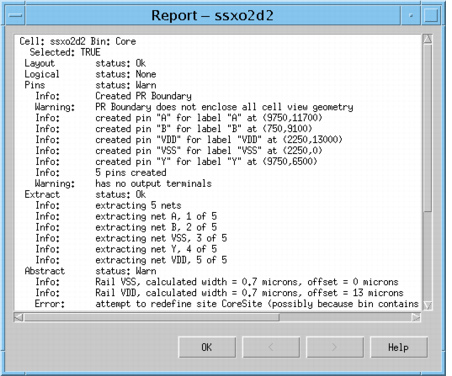 Report – ssxo2d2
Cell: ssxo2d2 Bin: Core
Selected: TRUE
Layout status: Ok
Logical status: None
Pins status: Warn
Info: Created PR Boundary
Warning: PR Boundary does not enclose all cell view geometry
Info: created pin "A" for label "A" at (9750,11700)
Info: created pin "B" for label "B" at (750,9100)
Info: created pin "VDD" for label "VDD" at (2250,13000)
Info: created pin "VSS" for label "VSS" at (2250,0)
Info: created pin "Y" for label "Y" at (9750,6500)
Info: 5 pins created
Warning: has no output terminals
Extract status: Ok
Info: extracting 5 nets
Info: extracting net A, 1 of 5
Info: extracting net B, 2 of 5
Info: extracting net VSS, 3 of 5
Info: extracting net Y, 4 of 5
Info: extracting net VDD, 5 of 5
Abstract status: Warn
Info: Rail VSS, calculated width = 0.7 microns, offset = 0 microns
Info: Rail VDD, calculated width = 0.7 microns, offset = 13 microns
Error: attempt to redefine site CoreSite (possibly because bin contains
OK < > Help